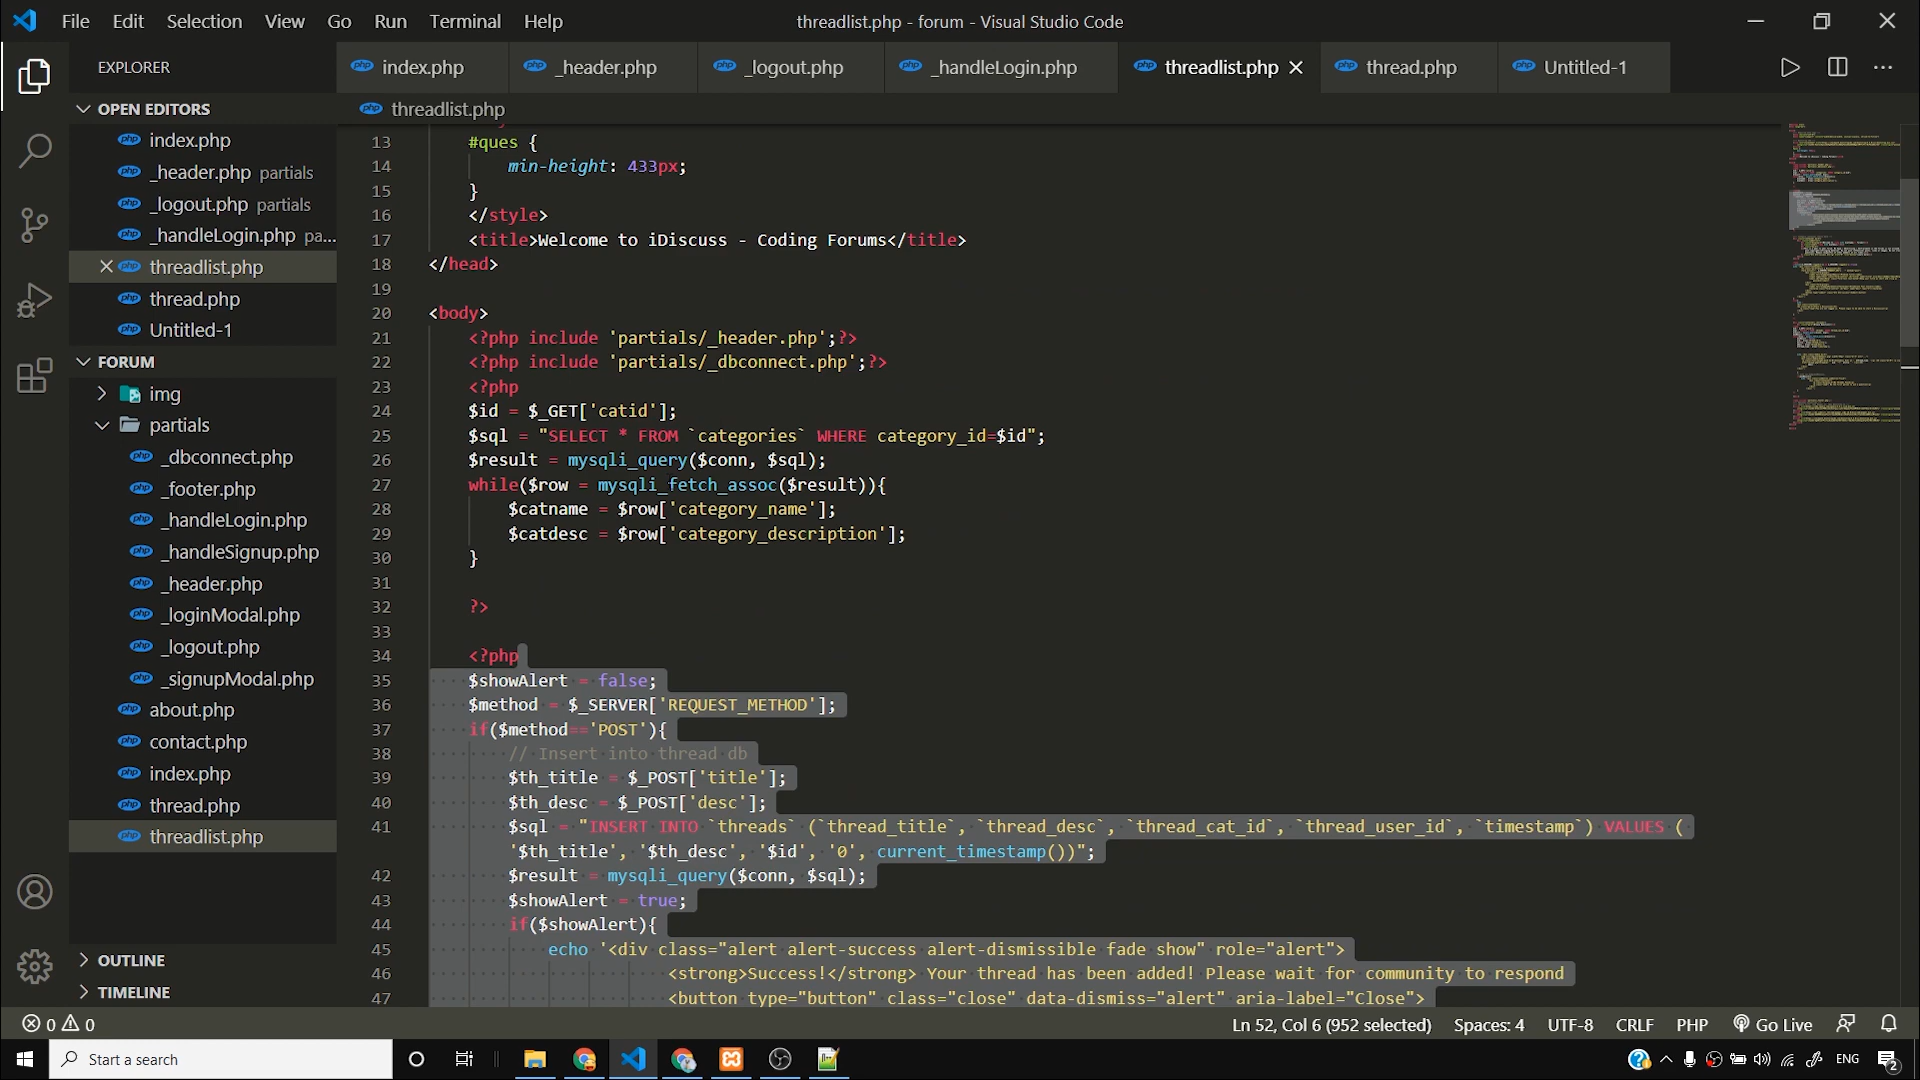 File Edit Selection View Go Run Terminal Help
threadlist.php - forum - Visual Studio Code
EXPLORER
index.php
_header.php
_logout.php
_handleLogin.php
threadlist.php
thread.php
Untitled-1
OPEN EDITORS
index.php
_header.php partials
_logout.php partials
_handleLogin.php pa...
threadlist.php
thread.php
Untitled-1
FORUM
img
partials
_dbconnect.php
_footer.php
_handleLogin.php
_handleSignup.php
_header.php
_loginModal.php
_logout.php
_signupModal.php
about.php
contact.php
index.php
thread.php
threadlist.php
OUTLINE
TIMELINE
threadlist.php
13 #ques {
14 min-height: 433px;
15 }
16 </style>
17 <title>Welcome to iDiscuss - Coding Forums</title>
18 </head>
19
20 <body>
21 <?php include 'partials/_header.php';?>
22 <?php include 'partials/_dbconnect.php';?>
23 <?php
24 $id = $_GET['catid'];
25 $sql = "SELECT * FROM `categories` WHERE category_id=$id";
26 $result = mysqli_query($conn, $sql);
27 while($row = mysqli_fetch_assoc($result)){
28 $catname = $row['category_name'];
29 $catdesc = $row['category_description'];
30 }
31
32 ?>
33
34 <?php
35 $showAlert = false;
36 $method = $_SERVER['REQUEST_METHOD'];
37 if($method=='POST'){
38 // Insert into thread db
39 $th_title = $_POST['title'];
40 $th_desc = $_POST['desc'];
41 $sql = "INSERT INTO `threads` (`thread_title`, `thread_desc`, `thread_cat_id`, `thread_user_id`, `timestamp`) VALUES (
'$th_title', '$th_desc', '$id', '0', current_timestamp())";
42 $result = mysqli_query($conn, $sql);
43 $showAlert = true;
44 if($showAlert){
45 echo '<div class="alert alert-success alert-dismissible fade show" role="alert">
46 <strong>Success!</strong> Your thread has been added! Please wait for community to respond
47 <button type="button" class="close" data-dismiss="alert" aria-label="Close">
0 0
Ln 52, Col 6 (952 selected) Spaces: 4 UTF-8 CRLF PHP Go Live
Start a search
ENG
2